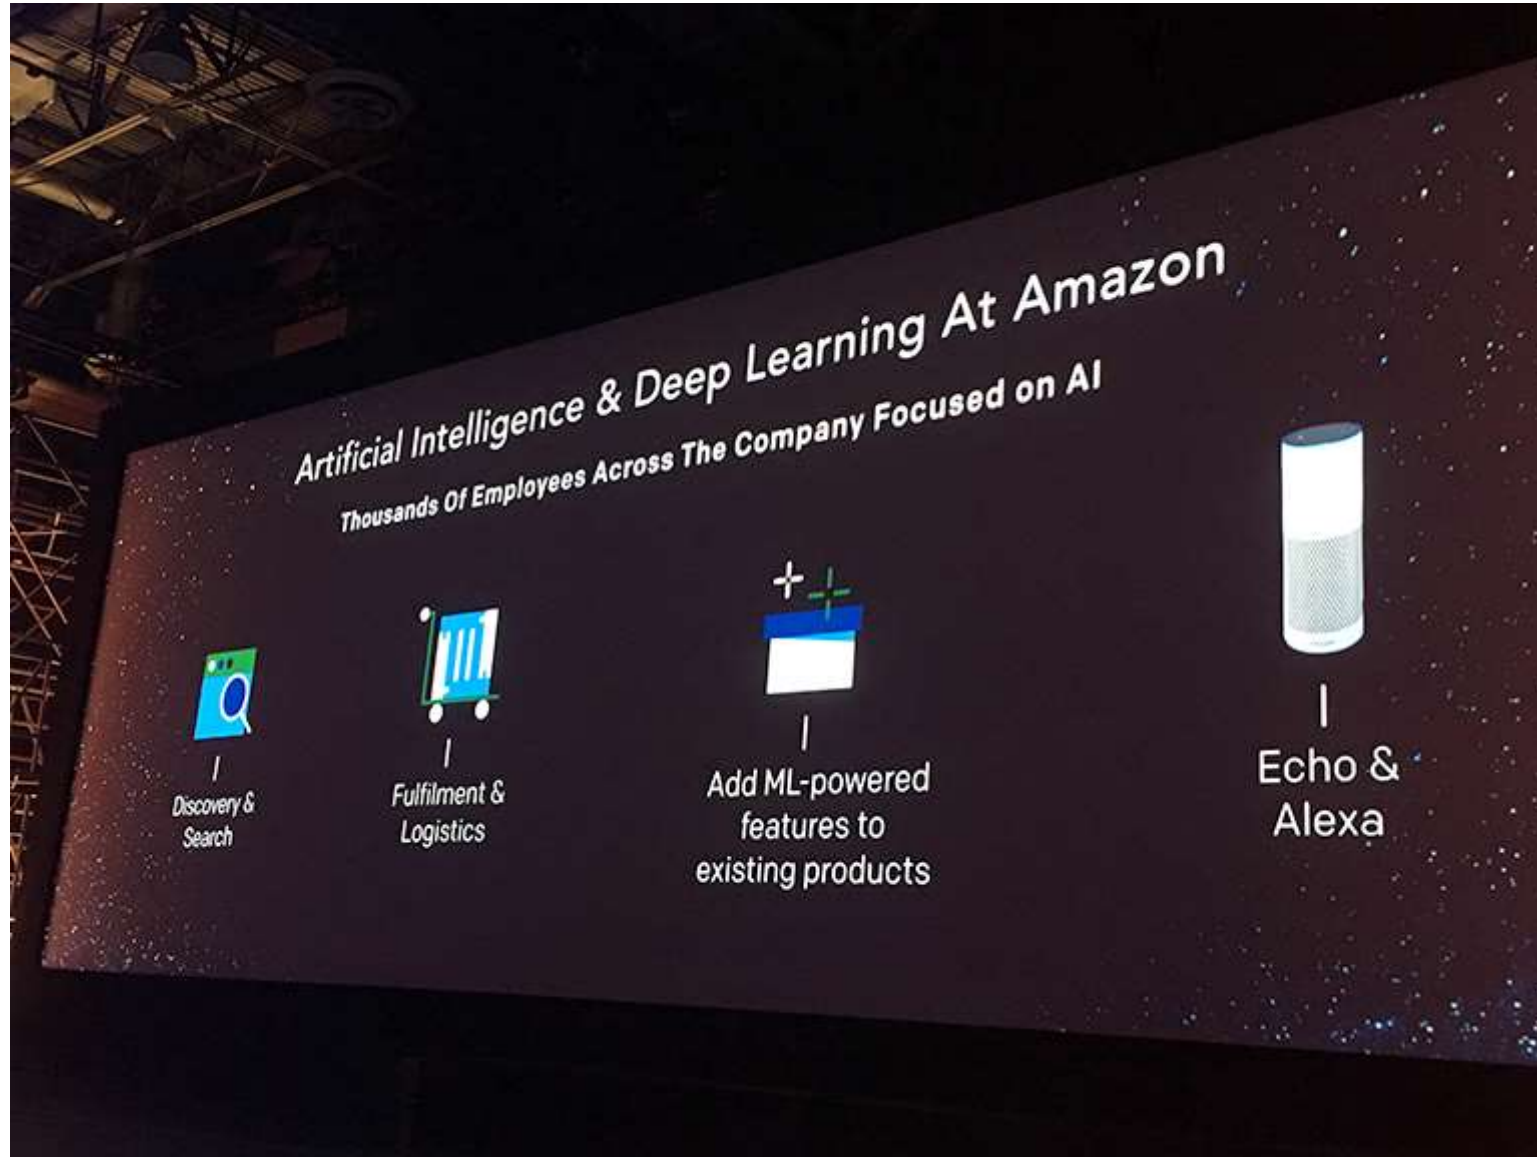 Artificial Intelligence & Deep Learning At Amazon
Thousands Of Employees Across The Company Focused on AI
Discovery &
Search
Fulfilment &
Logistics
Add ML-powered
features to
existing products
Echo &
Alexa